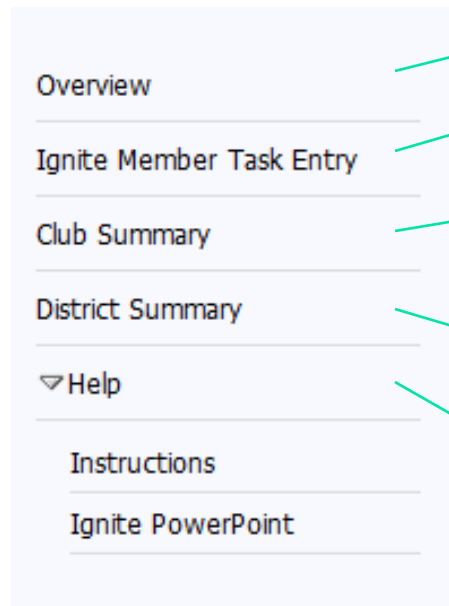 Overview
Ignite Member Task Entry
Club Summary
District Summary
Help
Instructions
Ignite PowerPoint